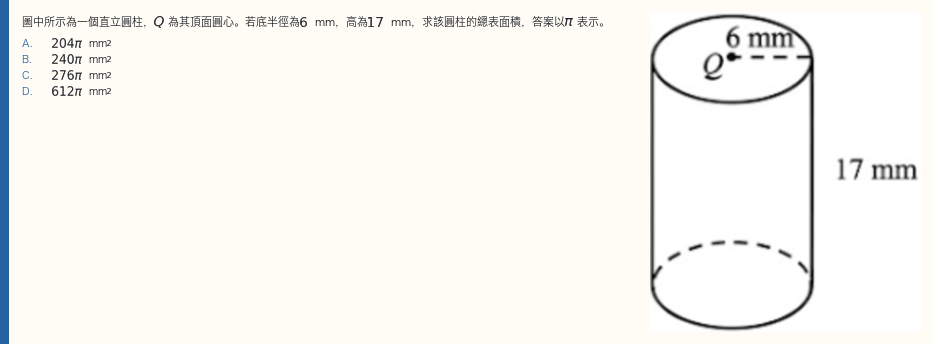 圖中所示為一個直立圓柱，Q 為其頂面圓心。若底半徑為6 mm，高為17 mm，求該圓柱的總表面積，答案以π 表示。
A. 204π mm²
B. 240π mm²
C. 276π mm²
D. 612π mm²
6 mm
Q
17 mm